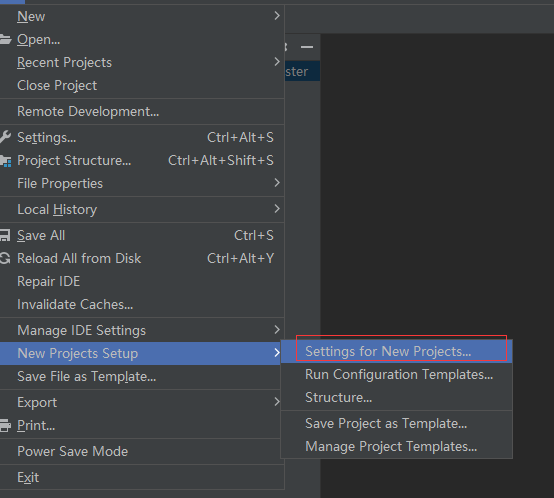 New
Open...
ster
Recent Projects
Close Project
Remote Development...
Settings... Ctrl+Alt+S
Project Structure... Ctrl+Alt+Shift+S
File Properties
Local History
Save All Ctrl+S
Reload All from Disk Ctrl+Alt+Y
Repair IDE
Invalidate Caches...
Manage IDE Settings
New Projects Setup
Save File as Template...
Export
Print...
Power Save Mode
Exit
Settings for New Projects...
Run Configuration Templates...
Structure...
Save Project as Template...
Manage Project Templates...